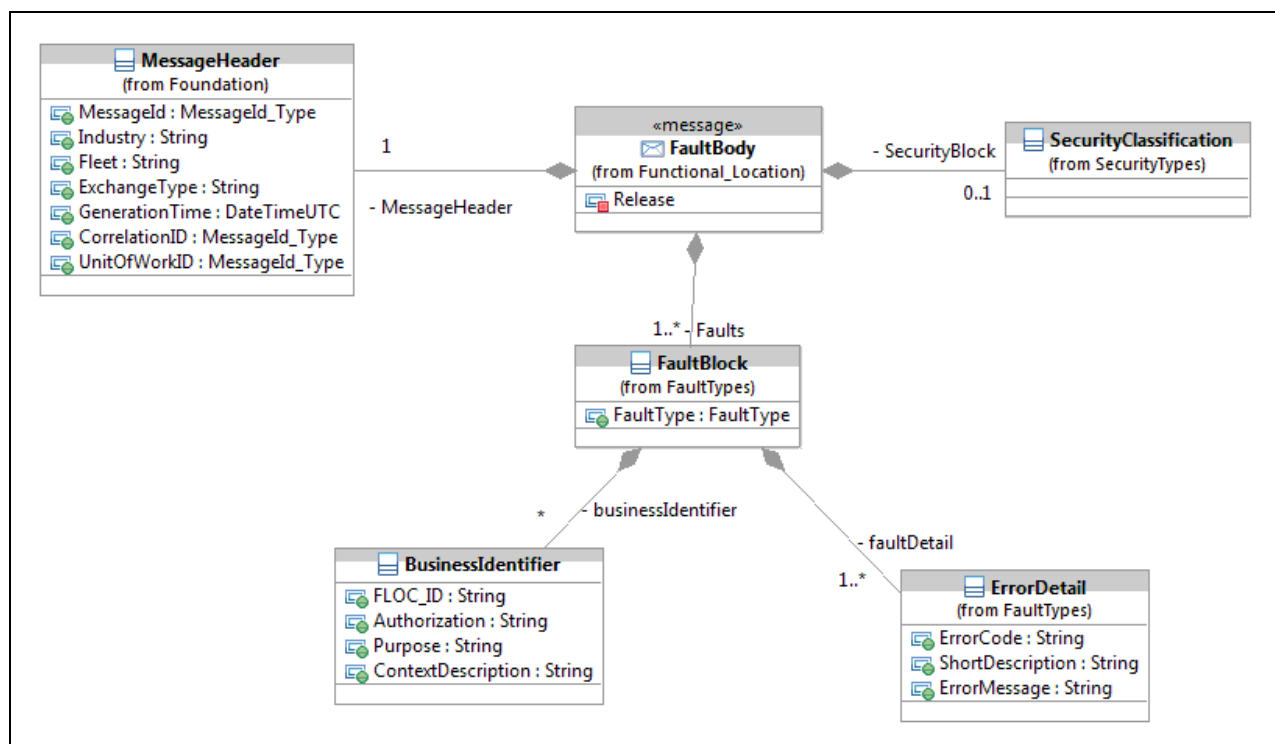 MessageHeader
(from Foundation)
MessageId : MessageId_Type
Industry : String
Fleet : String
ExchangeType : String
GenerationTime : DateTimeUTC
CorrelationID : MessageId_Type
UnitOfWorkID : MessageId_Type
1
- MessageHeader
«message»
FaultBody
(from Functional_Location)
Release
- SecurityBlock
0..1
SecurityClassification
(from SecurityTypes)
1..* - Faults
FaultBlock
(from FaultTypes)
FaultType : FaultType
- businessIdentifier
*
BusinessIdentifier
FLOC_ID : String
Authorization : String
Purpose : String
ContextDescription : String
- faultDetail
1..*
ErrorDetail
(from FaultTypes)
ErrorCode : String
ShortDescription : String
ErrorMessage : String